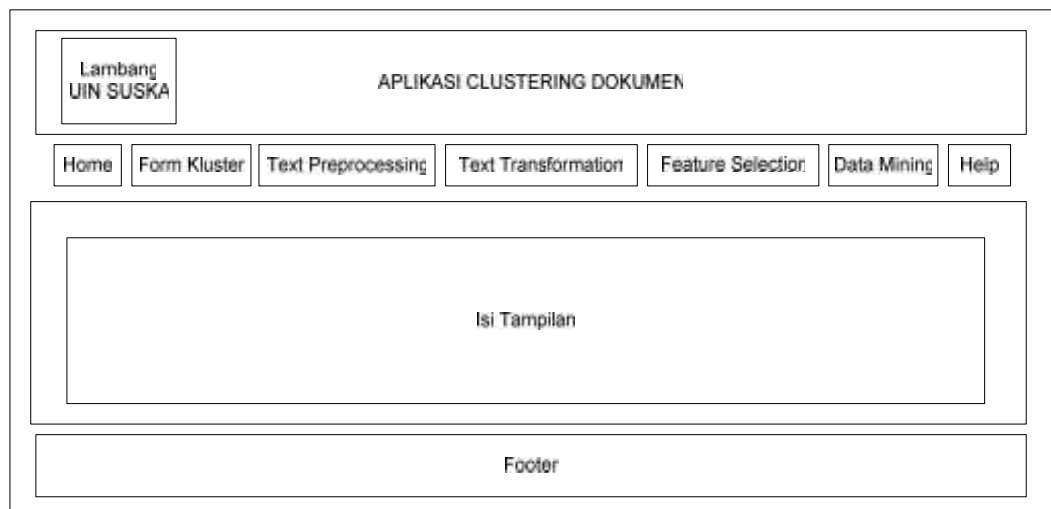 Lambang
UIN SUSKA
APLIKASI CLUSTERING DOKUMEN
Home
Form Kluster
Text Preprocessing
Text Transformation
Feature Selection
Data Mining
Help
Isi Tampilan
Footer